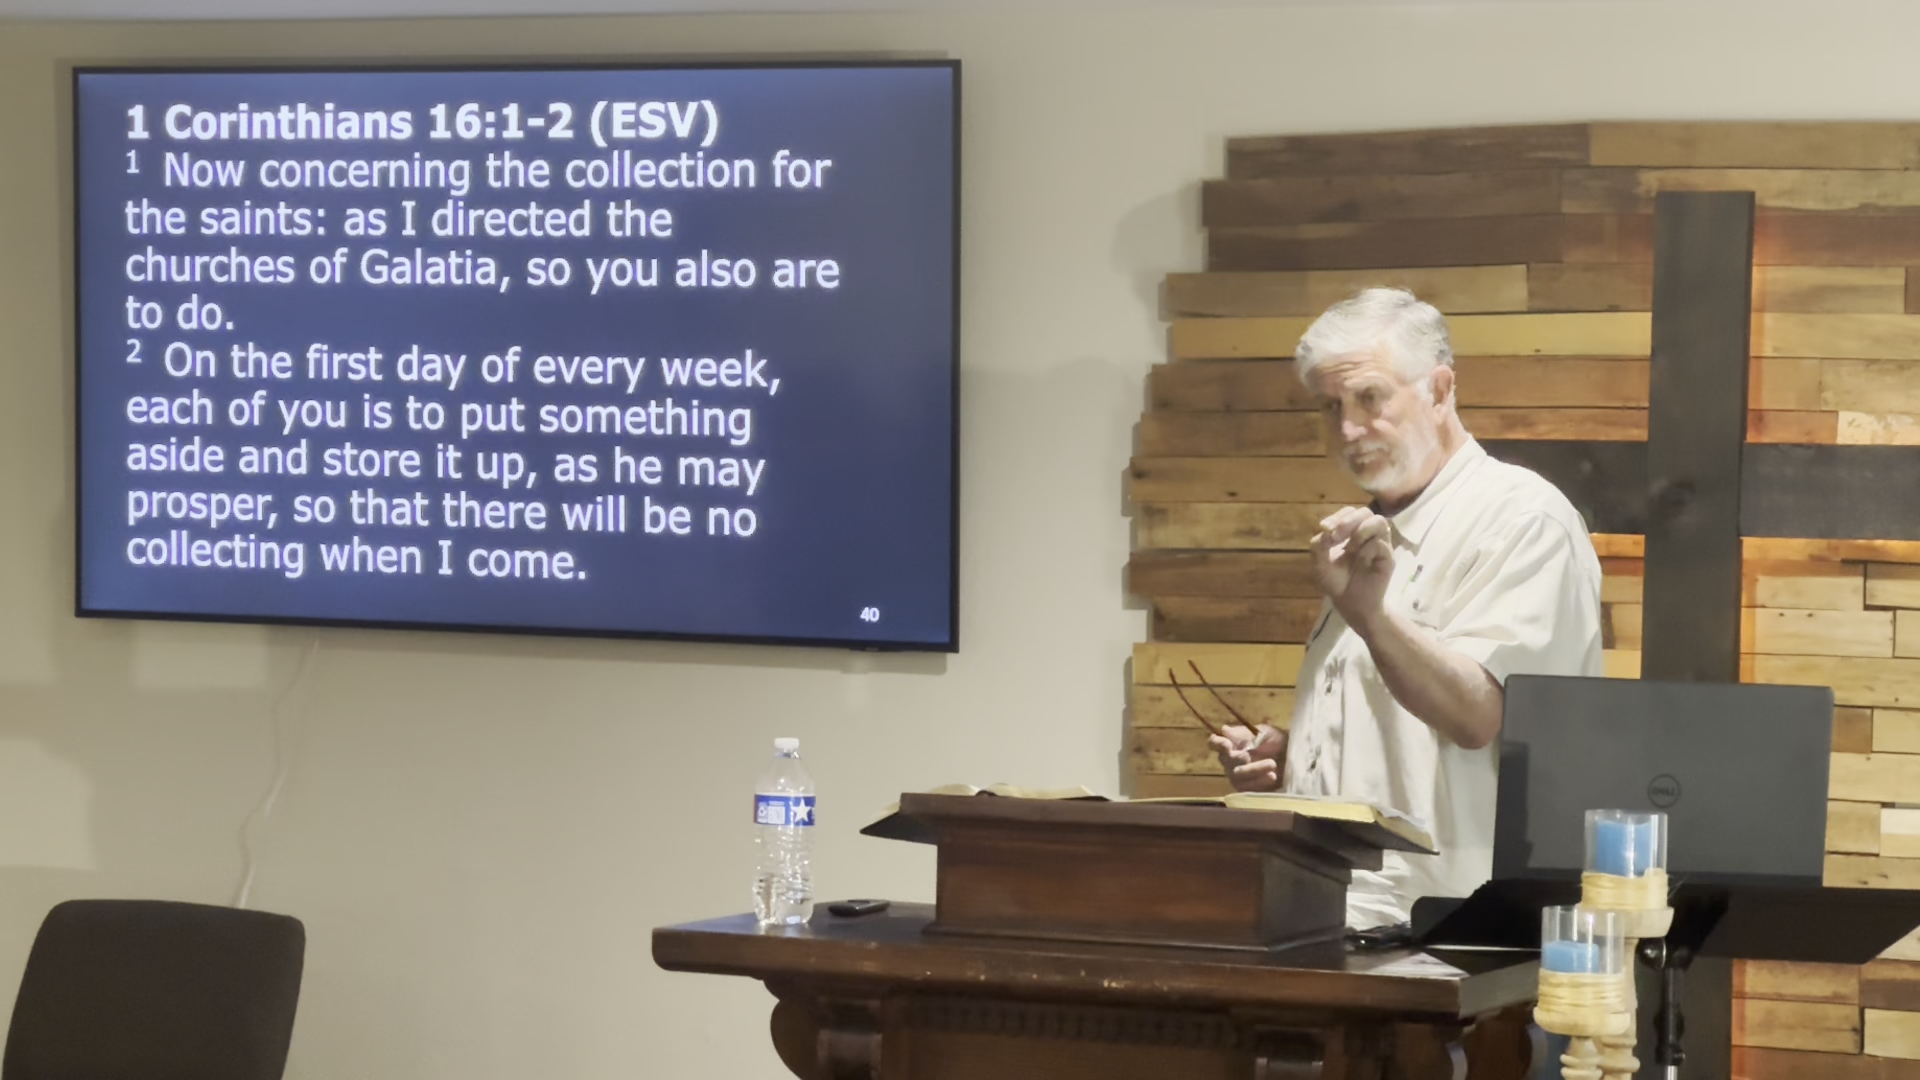 1 Corinthians 16:1-2 (ESV)
1 Now concerning the collection for
the saints: as I directed the
churches of Galatia, so you also are
to do.
2 On the first day of every week,
each of you is to put something
aside and store it up, as he may
prosper, so that there will be no
collecting when I come.
40
DELL